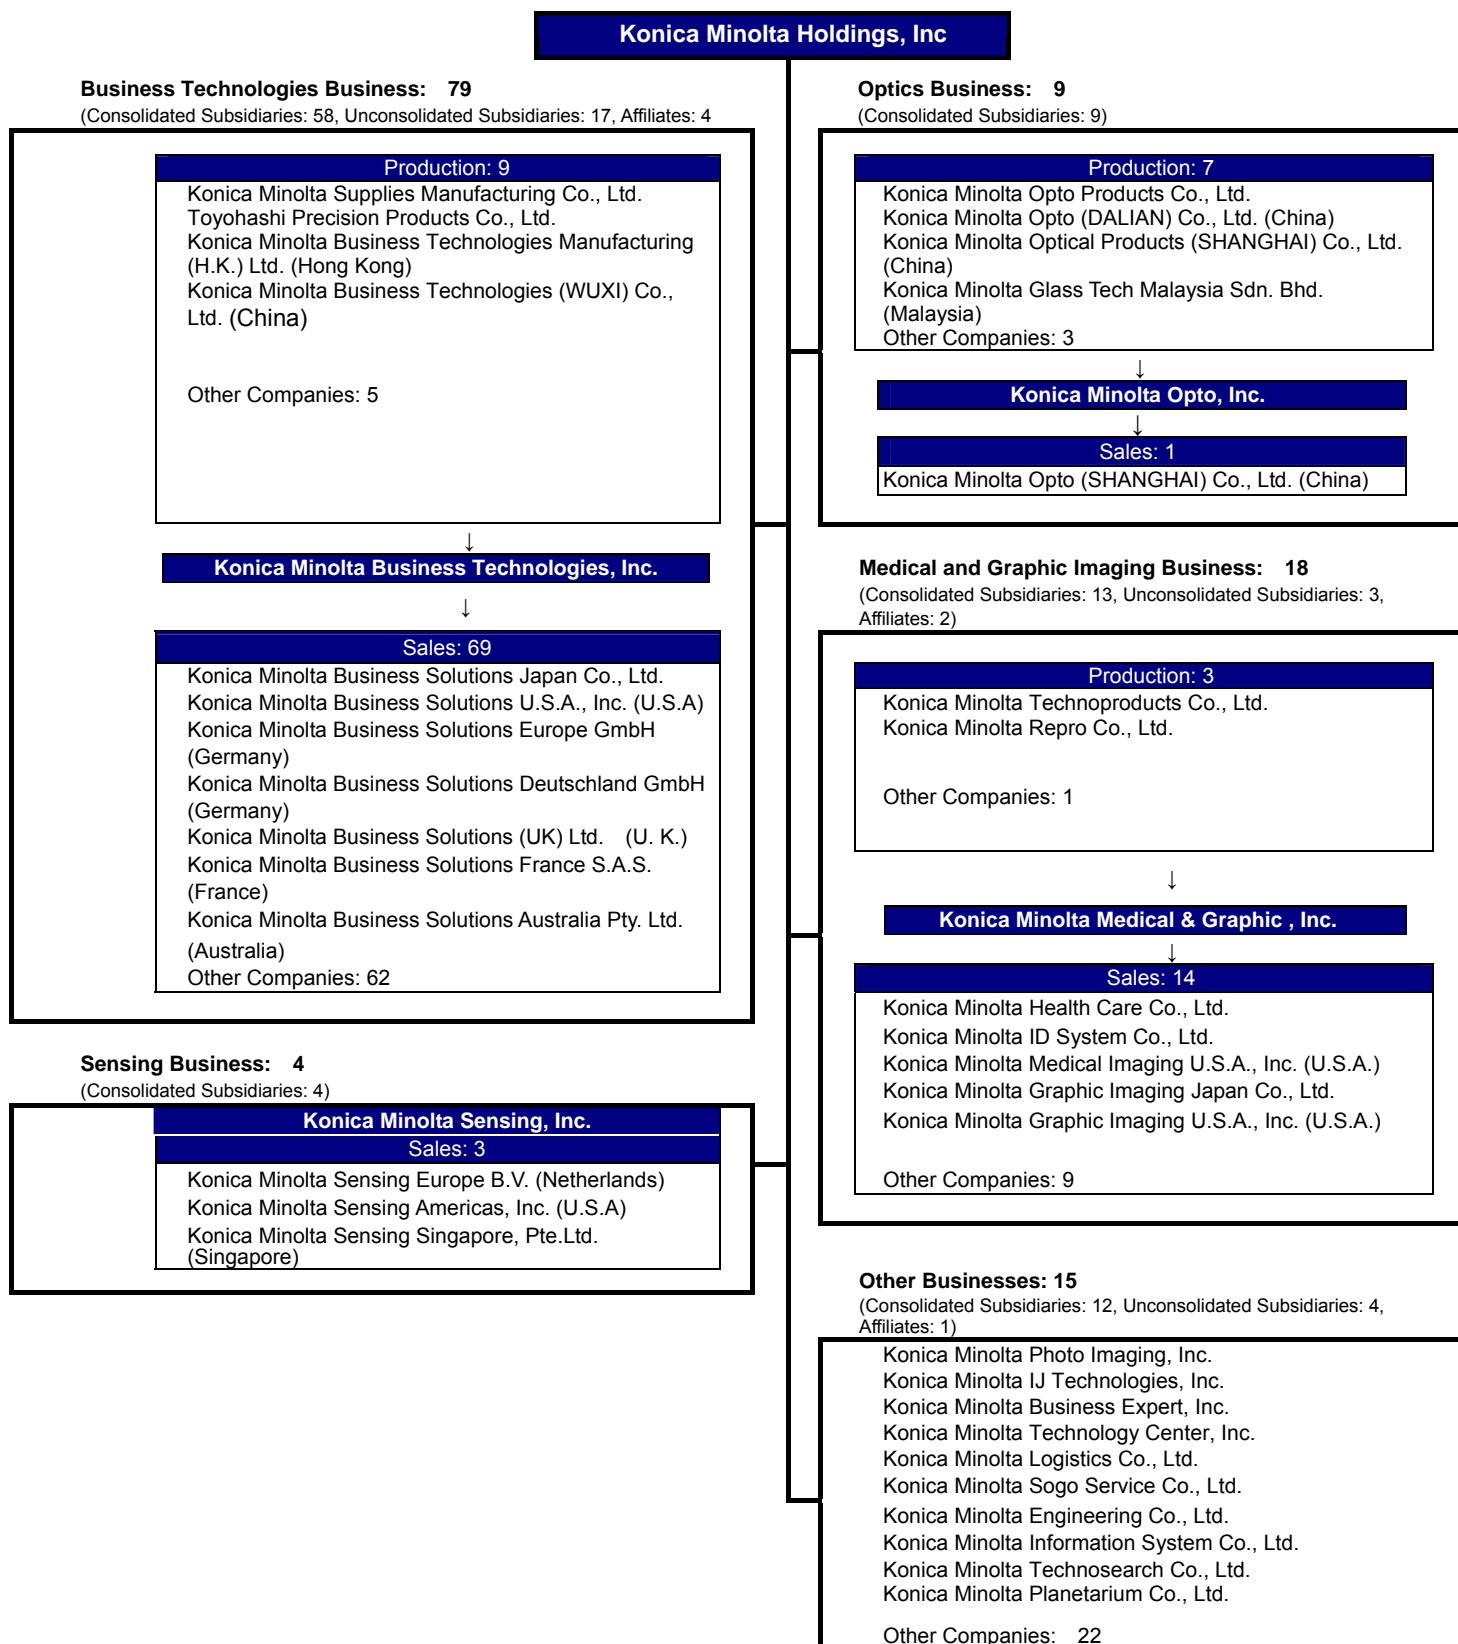 Konica Minolta Holdings, Inc
Business Technologies Business: 79
(Consolidated Subsidiaries: 58, Unconsolidated Subsidiaries: 17, Affiliates: 4
Production: 9
Konica Minolta Supplies Manufacturing Co., Ltd.
Toyohashi Precision Products Co., Ltd.
Konica Minolta Business Technologies Manufacturing
(H.K.) Ltd. (Hong Kong)
Konica Minolta Business Technologies (WUXI) Co.,
Ltd. (China)
Other Companies: 5
↓
Konica Minolta Business Technologies, Inc.
↓
Sales: 69
Konica Minolta Business Solutions Japan Co., Ltd.
Konica Minolta Business Solutions U.S.A., Inc. (U.S.A)
Konica Minolta Business Solutions Europe GmbH
(Germany)
Konica Minolta Business Solutions Deutschland GmbH
(Germany)
Konica Minolta Business Solutions (UK) Ltd. (U. K.)
Konica Minolta Business Solutions France S.A.S.
(France)
Konica Minolta Business Solutions Australia Pty. Ltd.
(Australia)
Other Companies: 62
Sensing Business: 4
(Consolidated Subsidiaries: 4)
Konica Minolta Sensing, Inc.
Sales: 3
Konica Minolta Sensing Europe B.V. (Netherlands)
Konica Minolta Sensing Americas, Inc. (U.S.A)
Konica Minolta Sensing Singapore, Pte.Ltd.
(Singapore)
Optics Business: 9
(Consolidated Subsidiaries: 9)
Production: 7
Konica Minolta Opto Products Co., Ltd.
Konica Minolta Opto (DALIAN) Co., Ltd. (China)
Konica Minolta Optical Products (SHANGHAI) Co., Ltd.
(China)
Konica Minolta Glass Tech Malaysia Sdn. Bhd.
(Malaysia)
Other Companies: 3
↓
Konica Minolta Opto, Inc.
↓
Sales: 1
Konica Minolta Opto (SHANGHAI) Co., Ltd. (China)
Medical and Graphic Imaging Business: 18
(Consolidated Subsidiaries: 13, Unconsolidated Subsidiaries: 3,
Affiliates: 2)
Production: 3
Konica Minolta Technoproducts Co., Ltd.
Konica Minolta Repro Co., Ltd.
Other Companies: 1
↓
Konica Minolta Medical & Graphic , Inc.
↓
Sales: 14
Konica Minolta Health Care Co., Ltd.
Konica Minolta ID System Co., Ltd.
Konica Minolta Medical Imaging U.S.A., Inc. (U.S.A.)
Konica Minolta Graphic Imaging Japan Co., Ltd.
Konica Minolta Graphic Imaging U.S.A., Inc. (U.S.A.)
Other Companies: 9
Other Businesses: 15
(Consolidated Subsidiaries: 12, Unconsolidated Subsidiaries: 4,
Affiliates: 1)
Konica Minolta Photo Imaging, Inc.
Konica Minolta IJ Technologies, Inc.
Konica Minolta Business Expert, Inc.
Konica Minolta Technology Center, Inc.
Konica Minolta Logistics Co., Ltd.
Konica Minolta Sogo Service Co., Ltd.
Konica Minolta Engineering Co., Ltd.
Konica Minolta Information System Co., Ltd.
Konica Minolta Technosearch Co., Ltd.
Konica Minolta Planetarium Co., Ltd.
Other Companies: 22